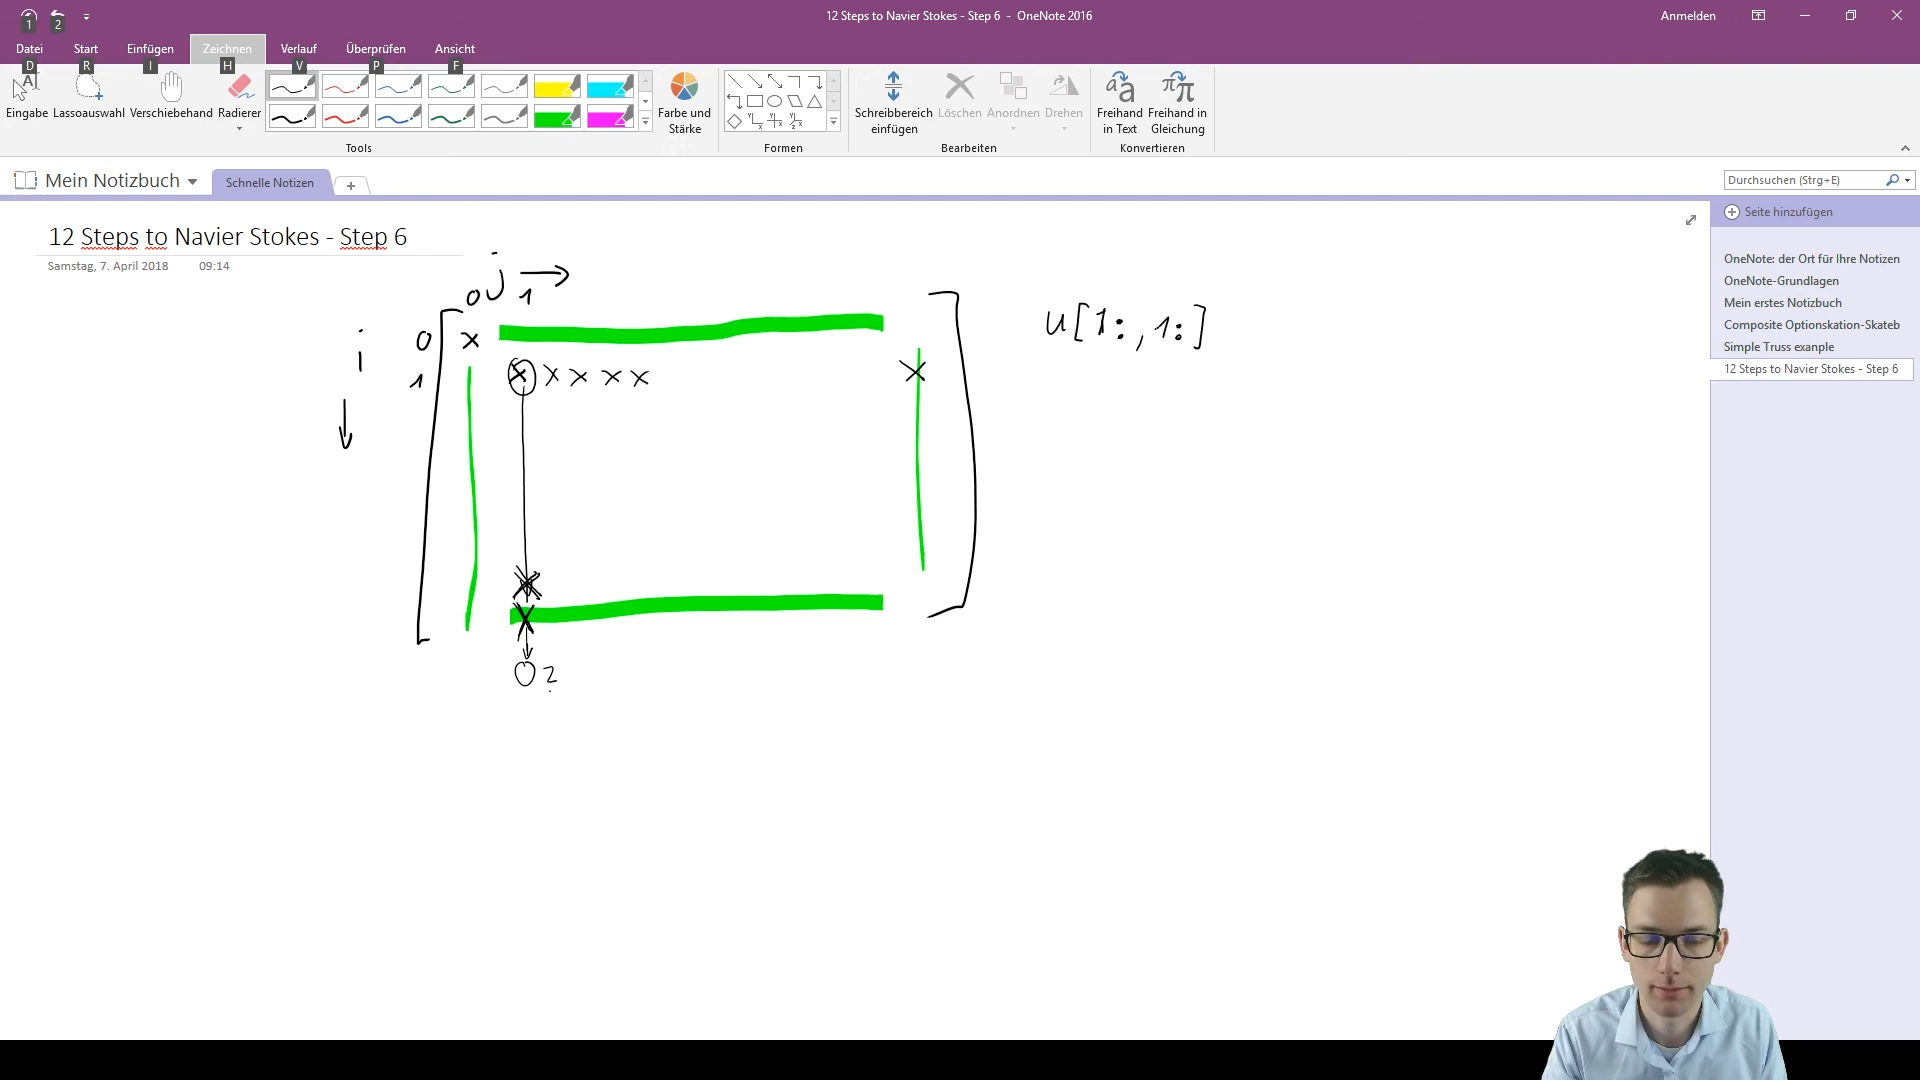 12 Steps to Navier Stokes - Step 6 - OneNote 2016
Anmelden
1 2
Datei Start Einfügen Zeichnen Verlauf Überprüfen Ansicht
D R I H V P F
Eingabe Lassoauswahl Verschiebehand Radierer
Farbe und Stärke
Schreibbereich einfügen
Löschen Anordnen Drehen
Freihand in Text
Freihand in Gleichung
Tools Formen Bearbeiten Konvertieren
Mein Notizbuch Schnelle Notizen
Durchsuchen (Strg+E)
Seite hinzufügen
OneNote: der Ort für Ihre Notizen
OneNote-Grundlagen
Mein erstes Notizbuch
Composite Optionskation-Skateb
Simple Truss exanple
12 Steps to Navier Stokes - Step 6
12 Steps to Navier Stokes - Step 6
Samstag, 7. April 2018 09:14
j →
0 1
i 0 x
1 x x x x x x
u[1:, 1:]
x
x
0?